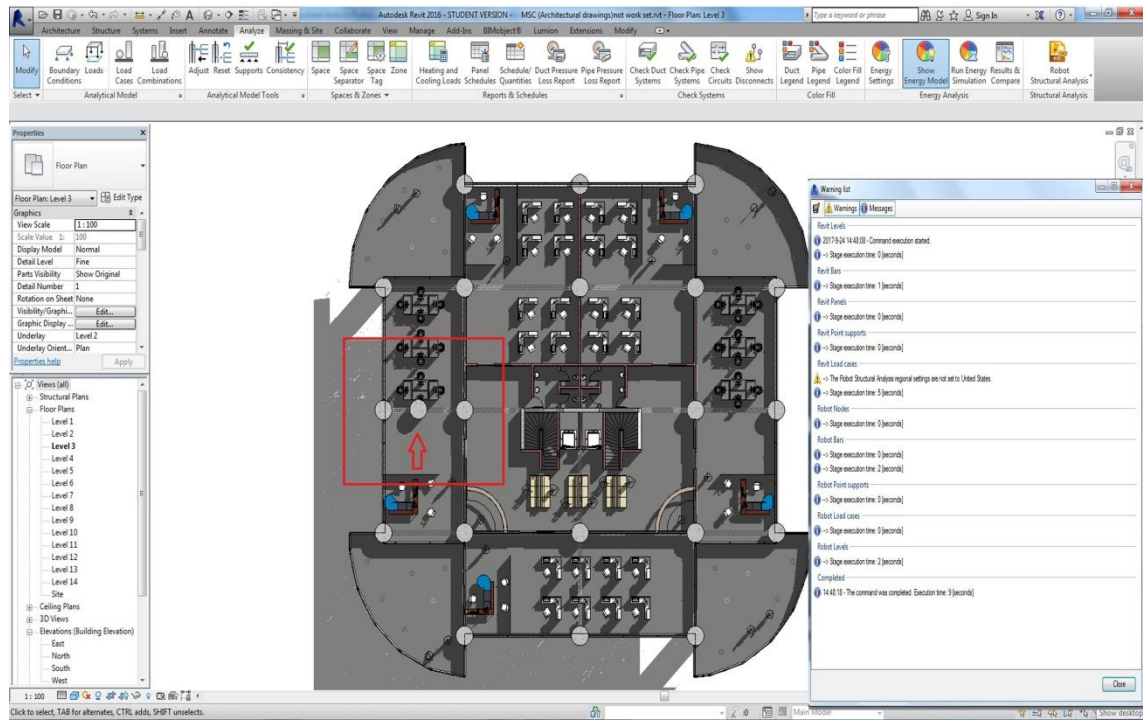 Autodesk Revit 2016 - STUDENT VERSION - MSC (Architectural drawings)not work set.rvt - Floor Plan: Level 3
Type a keyword or phrase
Sign In
Architecture Structure Systems Insert Annotate Analyze Massing & Site Collaborate View Manage Add-Ins BIMobject® Lumion Extensions Modify
Modify
Boundary Conditions
Loads
Load Cases
Load Combinations
Adjust
Reset
Supports
Consistency
Space
Space Separator
Space Tag
Zone
Heating and Cooling Loads
Panel Schedules
Schedule/ Quantities
Duct Pressure Loss Report
Pipe Pressure Loss Report
Check Duct Systems
Check Pipe Systems
Check Circuits
Show Disconnects
Duct Legend
Pipe Legend
Color Fill Legend
Energy Settings
Show Energy Model
Run Energy Simulation
Results & Compare
Robot Structural Analysis
Select
Analytical Model
Analytical Model Tools
Spaces & Zones
Reports & Schedules
Check Systems
Color Fill
Energy Analysis
Structural Analysis
Properties
Floor Plan
Floor Plan: Level 3
Edit Type
Graphics
View Scale 1 : 100
Scale Value 1: 100
Display Model Normal
Detail Level Fine
Parts Visibility Show Original
Detail Number 1
Rotation on Sheet None
Visibility/Graphi... Edit...
Graphic Display ... Edit...
Underlay Level 2
Underlay Orient... Plan
Properties help
Apply
Views (all)
Structural Plans
Floor Plans
Level 1
Level 2
Level 3
Level 4
Level 5
Level 6
Level 7
Level 8
Level 9
Level 10
Level 11
Level 12
Level 13
Level 14
Site
Ceiling Plans
3D Views
Elevations (Building Elevation)
East
North
South
West
Warning list
Warnings
Messages
Revit Levels
2017-9-24 14:48:08 - Command execution started.
-> Stage execution time: 0 [seconds]
Revit Bars
-> Stage execution time: 1 [seconds]
Revit Panels
-> Stage execution time: 0 [seconds]
Revit Point supports
-> Stage execution time: 0 [seconds]
Revit Load cases
-> The Robot Structural Analysis regional settings are not set to United States.
-> Stage execution time: 5 [seconds]
Robot Nodes
-> Stage execution time: 0 [seconds]
Robot Bars
-> Stage execution time: 0 [seconds]
-> Stage execution time: 2 [seconds]
Robot Point supports
-> Stage execution time: 0 [seconds]
Robot Load cases
-> Stage execution time: 0 [seconds]
Robot Levels
-> Stage execution time: 2 [seconds]
Completed
14:48:18 - The command was completed. Execution time: 9 [seconds]
Close
1 : 100
Click to select, TAB for alternates, CTRL adds, SHIFT unselects.
:0
Main Model
Show desktop